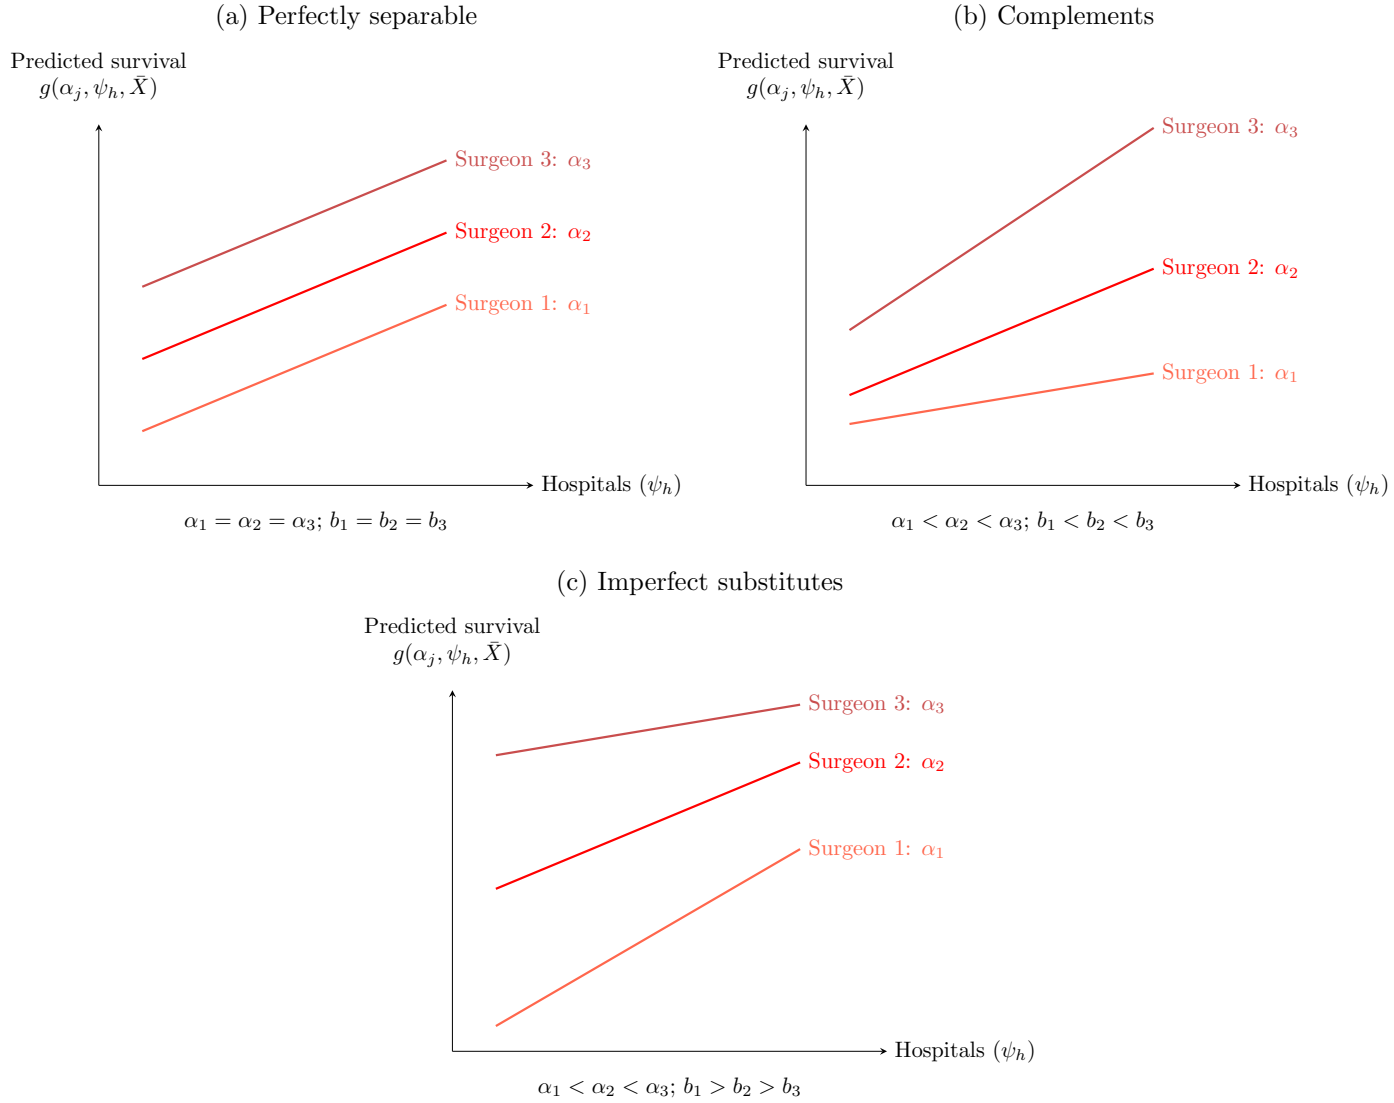 (a) Perfectly separable
Predicted survival
g(αⱼ, ψₕ, X̄)
Surgeon 3: α₃
Surgeon 2: α₂
Surgeon 1: α₁
Hospitals (ψₕ)
α₁ = α₂ = α₃; b₁ = b₂ = b₃
(b) Complements
Predicted survival
g(αⱼ, ψₕ, X̄)
Surgeon 3: α₃
Surgeon 2: α₂
Surgeon 1: α₁
Hospitals (ψₕ)
α₁ < α₂ < α₃; b₁ < b₂ < b₃
(c) Imperfect substitutes
Predicted survival
g(αⱼ, ψₕ, X̄)
Surgeon 3: α₃
Surgeon 2: α₂
Surgeon 1: α₁
Hospitals (ψₕ)
α₁ < α₂ < α₃; b₁ > b₂ > b₃